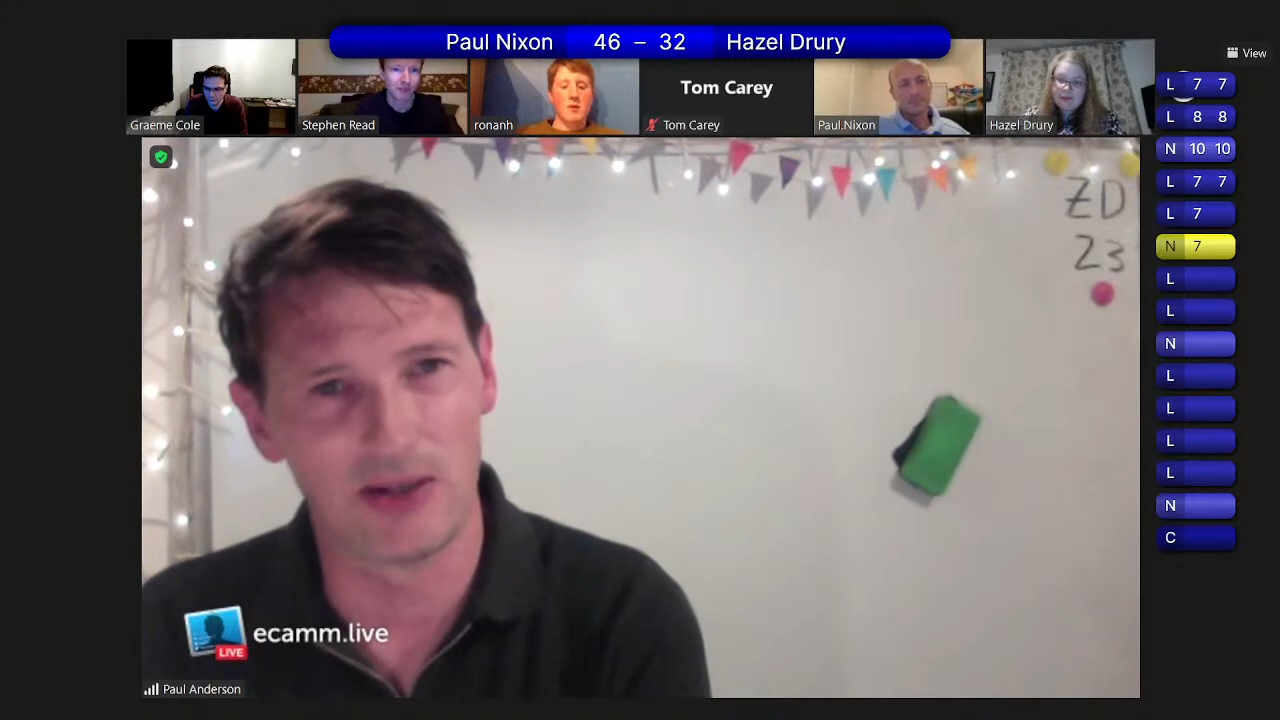 Paul Nixon 46 – 32 Hazel Drury
View
Tom Carey
Graeme Cole
Stephen Read
ronanh
Tom Carey
Paul.Nixon
Hazel Drury
L 7 7
L 8 8
N 10 10
L 7 7
L 7
N 7
L
L
N
L
L
L
L
N
C
ZD
23
ecamm.live
LIVE
Paul Anderson